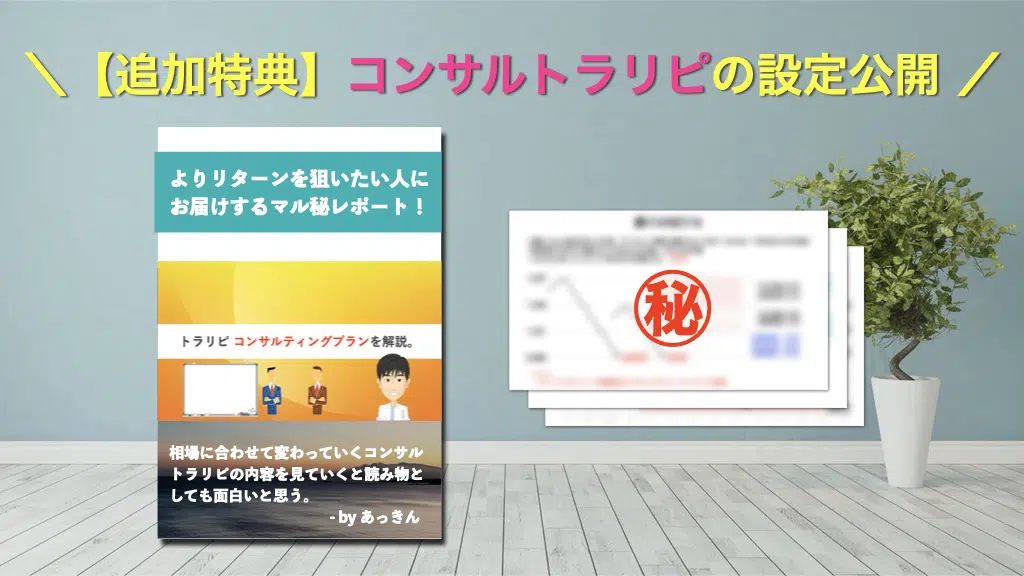 \ 【追加特典】コンサルトラリピの設定公開 /
よりリターンを狙いたい人に
お届けするマル秘レポート！
トラリピ コンサルティングプランを解説。
相場に合わせて変わっていくコンサル
トラリピの内容を見ていくと読み物と
しても面白いと思う。
- by あっきん
㊙